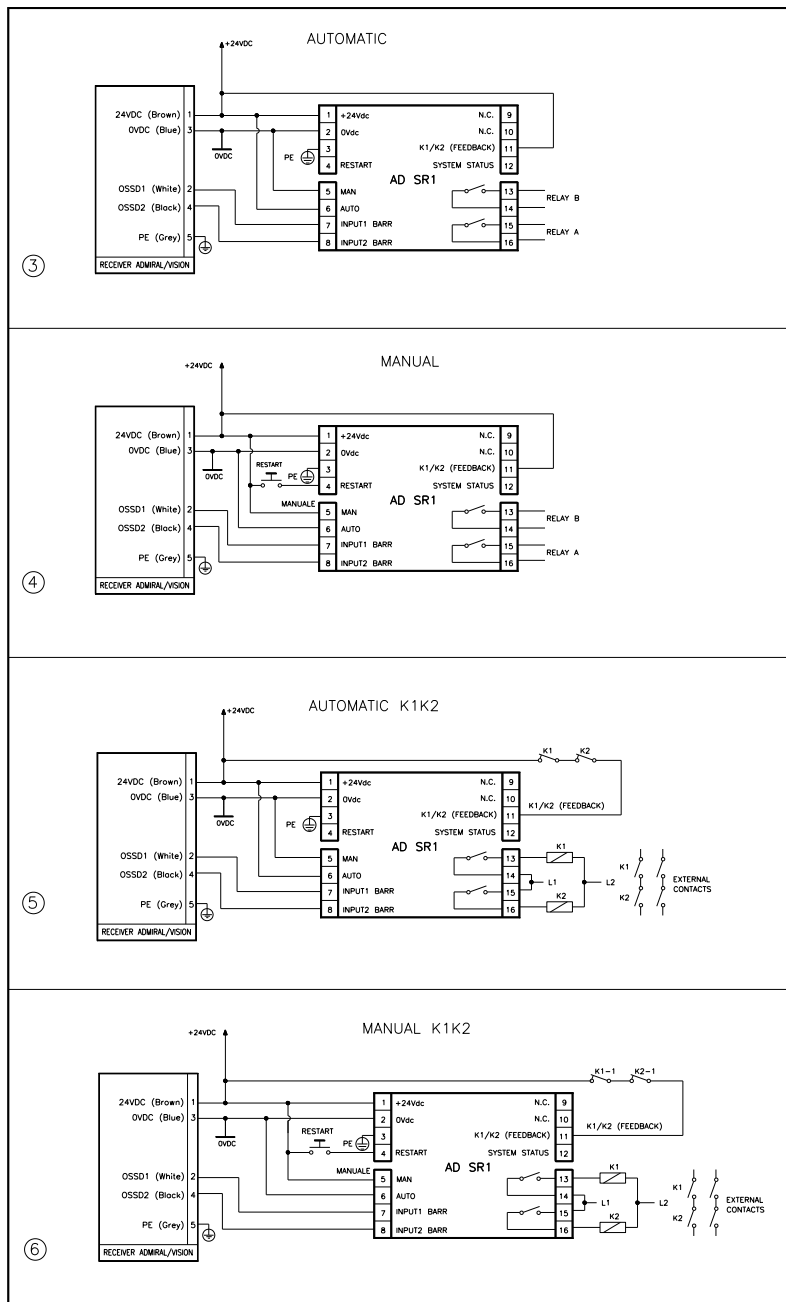 AUTOMATIC
+24VDC
24VDC (Brown) 1
0VDC (Blue) 3
0VDC
OSSD1 (White) 2
OSSD2 (Black) 4
PE (Grey) 5
RECEIVER ADMIRAL/VISION
PE
1 +24Vdc N.C. 9
2 0Vdc N.C. 10
3 K1/K2 (FEEDBACK) 11
4 RESTART SYSTEM STATUS 12
AD SR1
5 MAN 13
6 AUTO 14
7 INPUT1 BARR 15
8 INPUT2 BARR 16
RELAY B
RELAY A
3
MANUAL
+24VDC
24VDC (Brown) 1
0VDC (Blue) 3
0VDC
OSSD1 (White) 2
OSSD2 (Black) 4
PE (Grey) 5
RECEIVER ADMIRAL/VISION
RESTART
PE
MANUALE
1 +24Vdc N.C. 9
2 0Vdc N.C. 10
3 K1/K2 (FEEDBACK) 11
4 RESTART SYSTEM STATUS 12
AD SR1
5 MAN 13
6 AUTO 14
7 INPUT1 BARR 15
8 INPUT2 BARR 16
RELAY B
RELAY A
4
AUTOMATIC K1K2
+24VDC
K1 K2
24VDC (Brown) 1
0VDC (Blue) 3
0VDC
OSSD1 (White) 2
OSSD2 (Black) 4
PE (Grey) 5
RECEIVER ADMIRAL/VISION
PE
1 +24Vdc N.C. 9
2 0Vdc N.C. 10
3 K1/K2 (FEEDBACK) 11 K1/K2 (FEEDBACK)
4 RESTART SYSTEM STATUS 12
AD SR1
5 MAN 13
6 AUTO 14
7 INPUT1 BARR 15
8 INPUT2 BARR 16
K1
L1
L2
K2
K1
K2
EXTERNAL
CONTACTS
5
MANUAL K1K2
+24VDC
K1-1 K2-1
24VDC (Brown) 1
0VDC (Blue) 3
0VDC
OSSD1 (White) 2
OSSD2 (Black) 4
PE (Grey) 5
RECEIVER ADMIRAL/VISION
RESTART
PE
MANUALE
1 +24Vdc N.C. 9
2 0Vdc N.C. 10
3 K1/K2 (FEEDBACK) 11 K1/K2 (FEEDBACK)
4 RESTART SYSTEM STATUS 12
AD SR1
5 MAN 13
6 AUTO 14
7 INPUT1 BARR 15
8 INPUT2 BARR 16
K1
L1
L2
K2
K1
K2
EXTERNAL
CONTACTS
6